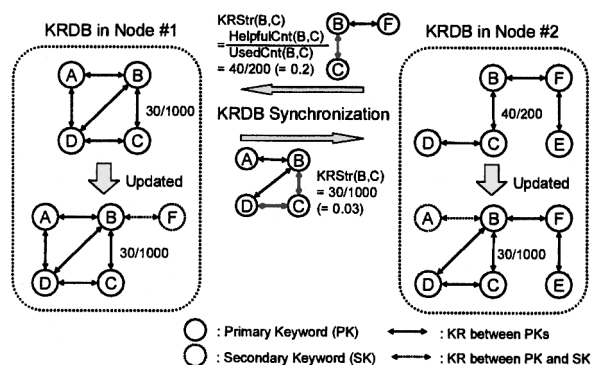 KRDB in Node #1
A
B
30/1000
D
C
Updated
A
B
F
30/1000
D
C
KRStr(B,C)
= HelpfulCnt(B,C)
UsedCnt(B,C)
= 40/200 (= 0.2)
B
F
C
KRDB Synchronization
A
B
D
C
KRStr(B,C)
= 30/1000
(= 0.03)
KRDB in Node #2
B
F
40/200
D
C
E
Updated
A
B
F
30/1000
D
C
E
: Primary Keyword (PK)
: KR between PKs
: Secondary Keyword (SK)
: KR between PK and SK